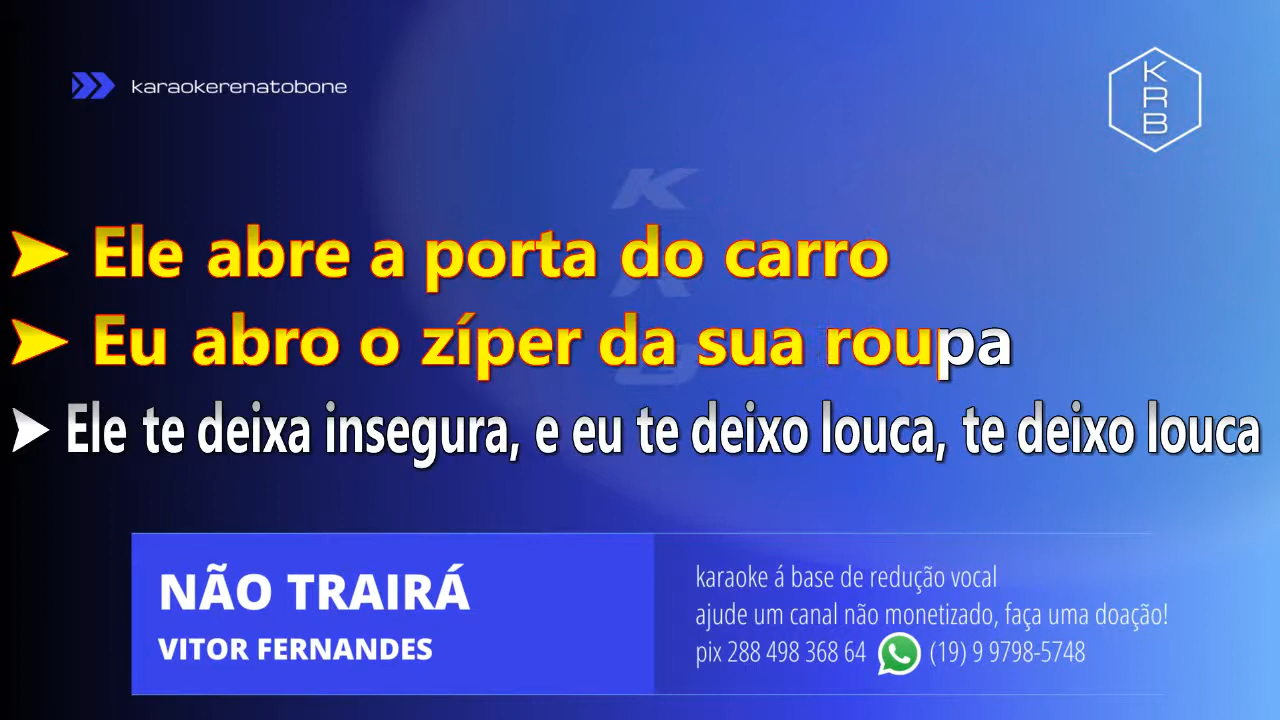 karaokerenatobone
K
R
B
➤ Ele abre a porta do carro
➤ Eu abro o zíper da sua roupa
➤ Ele te deixa insegura, e eu te deixo louca, te deixo louca
NÃO TRAIRÁ
VITOR FERNANDES
karaoke á base de redução vocal
ajude um canal não monetizado, faça uma doação!
pix 288 498 368 64 (19) 9 9798-5748